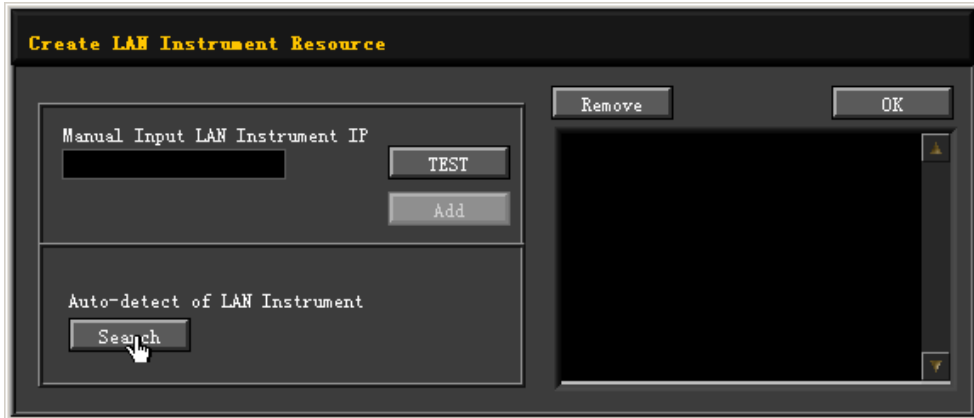 Create LAN Instrument Resource
Remove
OK
Manual Input LAN Instrument IP
TEST
Add
Auto-detect of LAN Instrument
Search